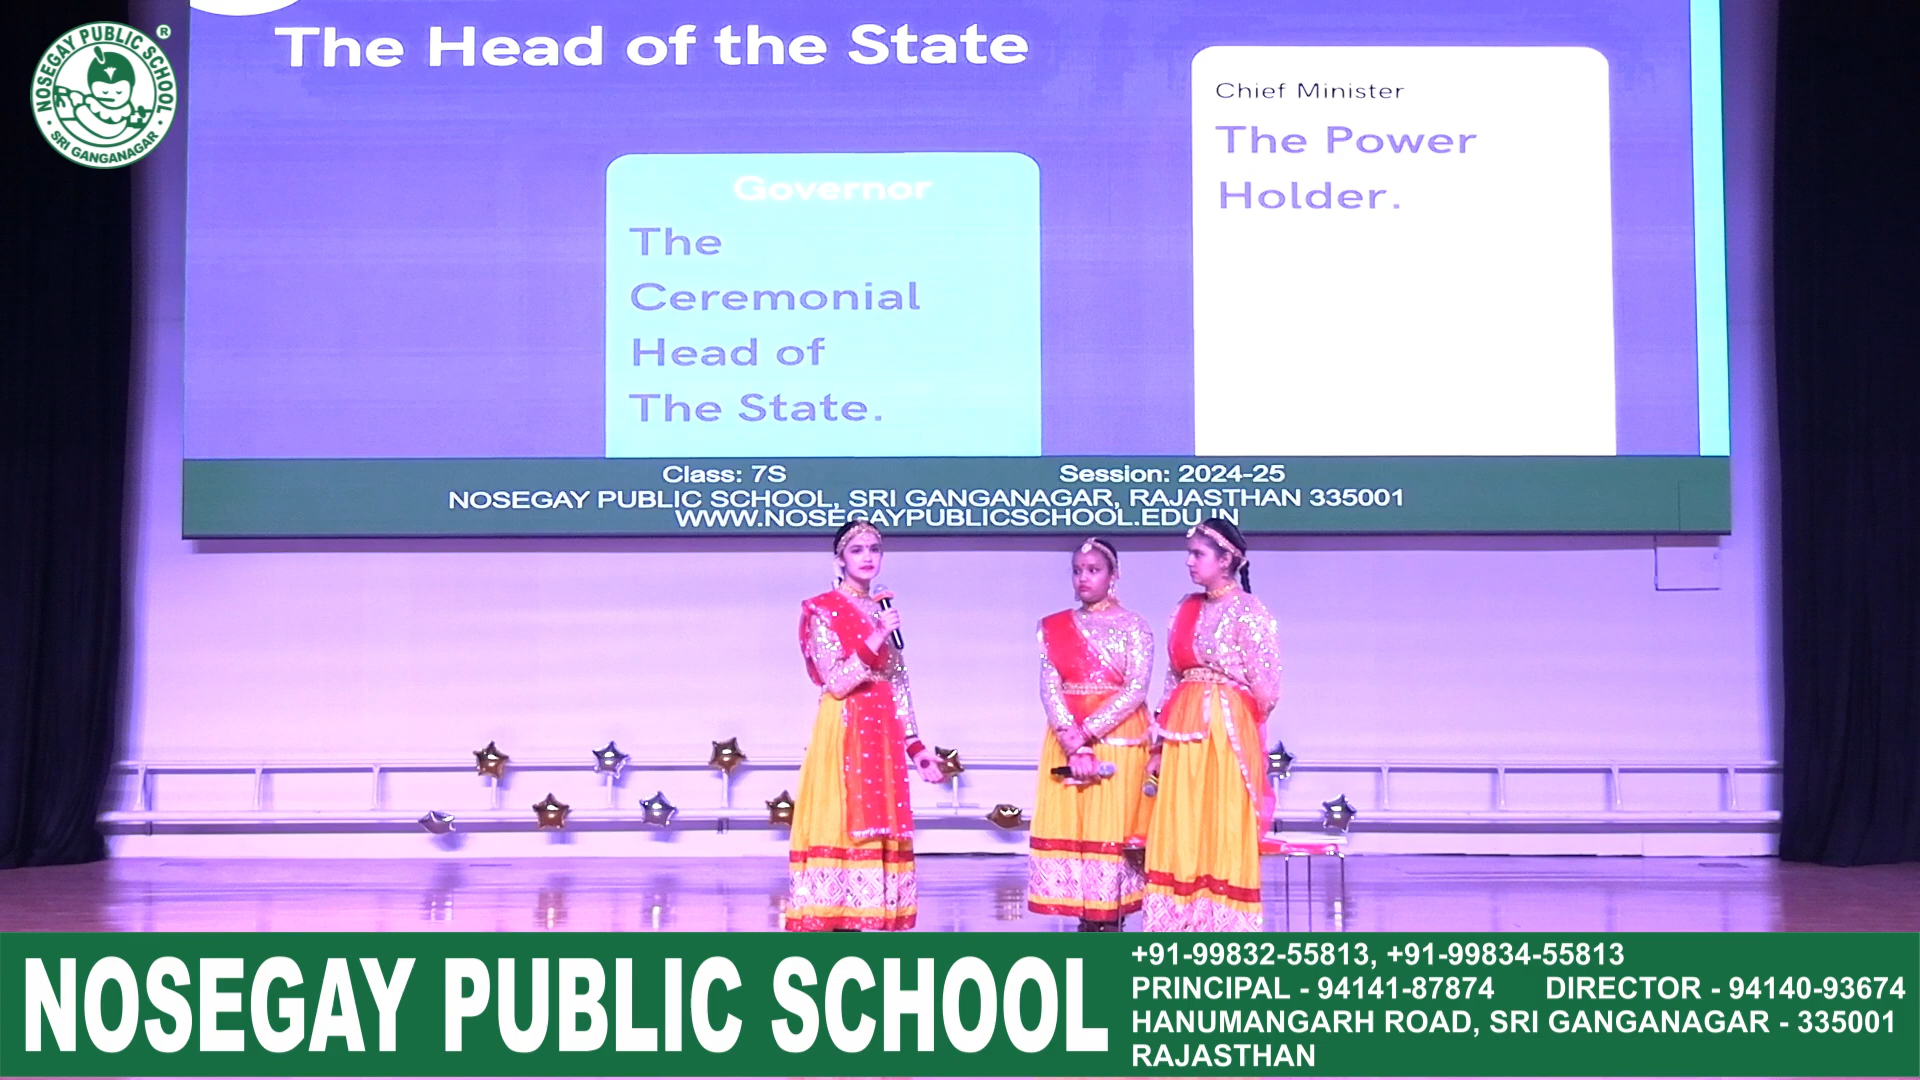 NOSEGAY PUBLIC SCHOOL
®
SRI GANGANAGAR
The Head of the State
Chief Minister
The Power
Holder.
Governor
The
Ceremonial
Head of
The State.
Class: 7S Session: 2024-25
NOSEGAY PUBLIC SCHOOL, SRI GANGANAGAR, RAJASTHAN 335001
WWW.NOSEGAYPUBLICSCHOOL.EDU.IN
NOSEGAY PUBLIC SCHOOL
+91-99832-55813, +91-99834-55813
PRINCIPAL - 94141-87874 DIRECTOR - 94140-93674
HANUMANGARH ROAD, SRI GANGANAGAR - 335001
RAJASTHAN